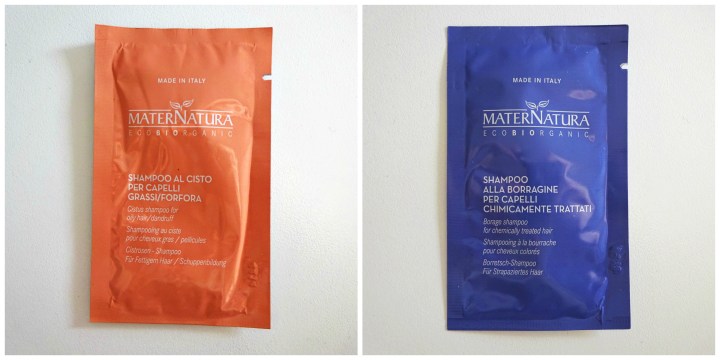 MADE IN ITALY
MATERNATURA
ECOBIORGANIC
SHAMPOO AL CISTO
PER CAPELLI
GRASSI/FORFORA
Cistus shampoo for
oily hair/dandruff
Shampooing au ciste
pour cheveux gras / pellicules
Cistrosen - Shampoo
Für Fettigem Haar / Schuppenbildung
MADE IN ITALY
MATERNATURA
ECOBIORGANIC
SHAMPOO
ALLA BORRAGINE
PER CAPELLI
CHIMICAMENTE TRATTATI
Borage shampoo
for chemically treated hair
Shampooing à la bourrache
pour cheveux colorés
Borretsch-Shampoo
Für Strapaziertes Haar